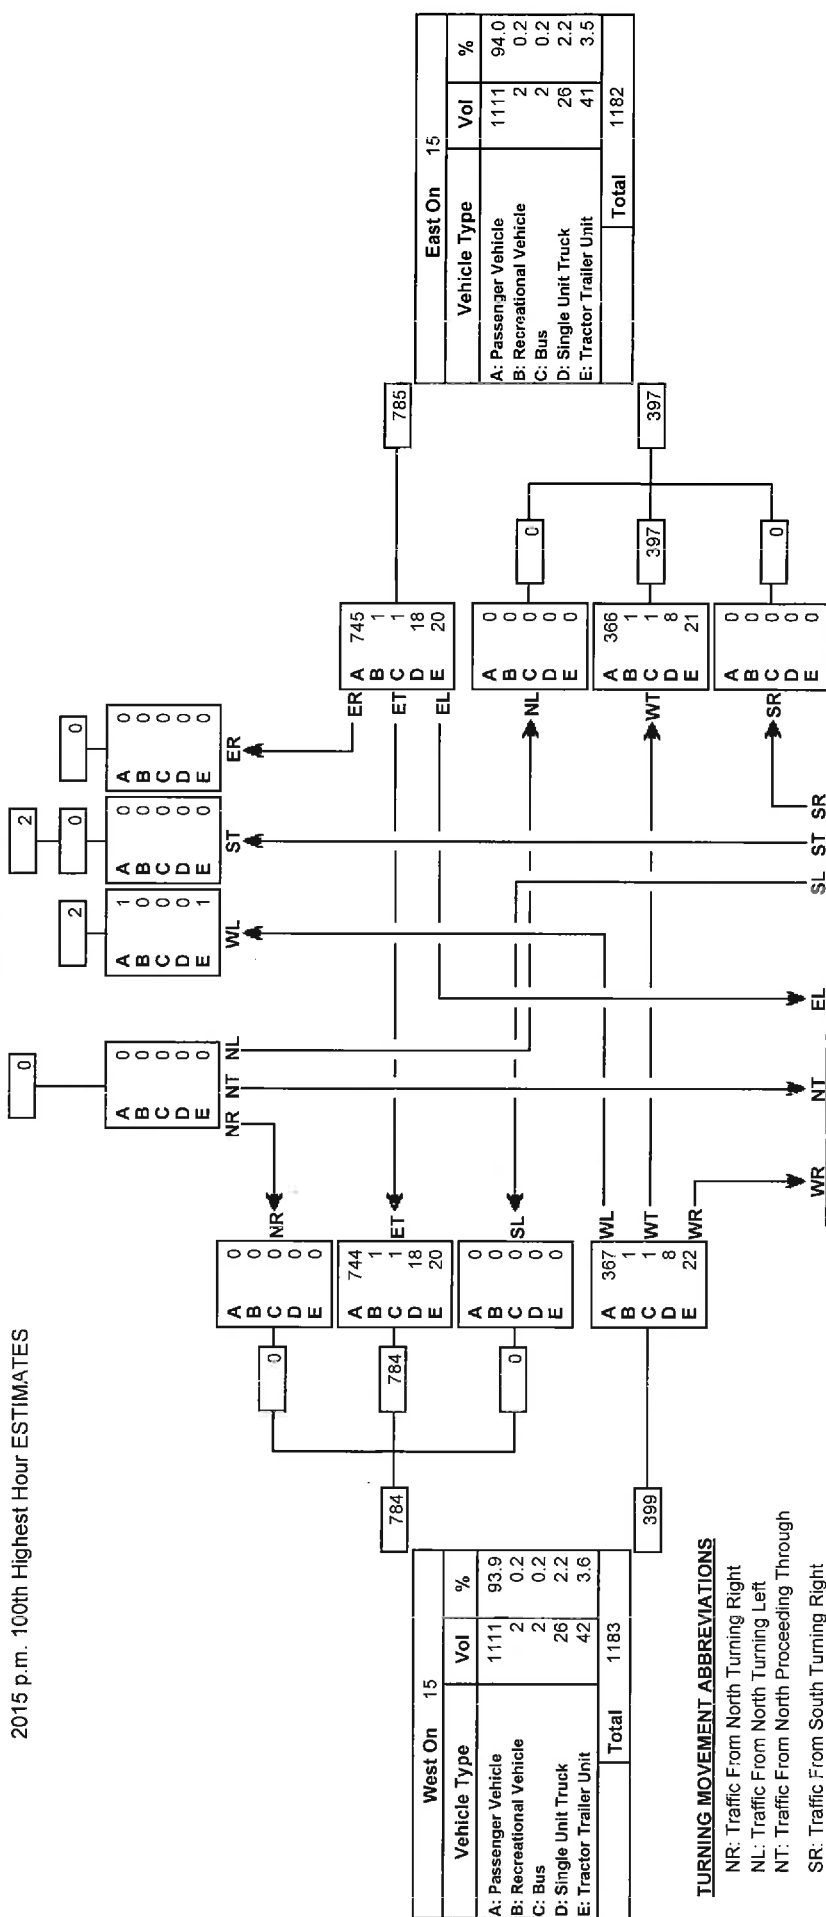 2015 p.m. 100th Highest Hour ESTIMATES
0
A 0
B 0
C 0
D 0
E 0
NR NT NL
2
A 1
B 0
C 0
D 0
E 1
WL
2
0
A 0
B 0
C 0
D 0
E 0
ST
0
A 0
B 0
C 0
D 0
E 0
ER
West On 15
Vehicle Type Vol %
A: Passenger Vehicle 1111 93.9
B: Recreational Vehicle 2 0.2
C: Bus 2 0.2
D: Single Unit Truck 26 2.2
E: Tractor Trailer Unit 42 3.6
Total 1183
784
399
0
A 0
B 0
C 0
D 0
E 0
NR
784
A 744
B 1
C 1
D 18
E 20
ET
0
A 0
B 0
C 0
D 0
E 0
SL
A 367
B 1
C 1
D 8
E 22
WL
WT
WR
ER
ET
EL
A 745
B 1
C 1
D 18
E 20
785
NL
A 0
B 0
C 0
D 0
E 0
0
WT
A 366
B 1
C 1
D 8
E 21
397
SR
A 0
B 0
C 0
D 0
E 0
0
397
East On 15
Vehicle Type Vol %
A: Passenger Vehicle 1111 94.0
B: Recreational Vehicle 2 0.2
C: Bus 2 0.2
D: Single Unit Truck 26 2.2
E: Tractor Trailer Unit 41 3.5
Total 1182
WR NT EL SL ST SR
TURNING MOVEMENT ABBREVIATIONS
NR: Traffic From North Turning Right
NL: Traffic From North Turning Left
NT: Traffic From North Proceeding Through
SR: Traffic From South Turning Right